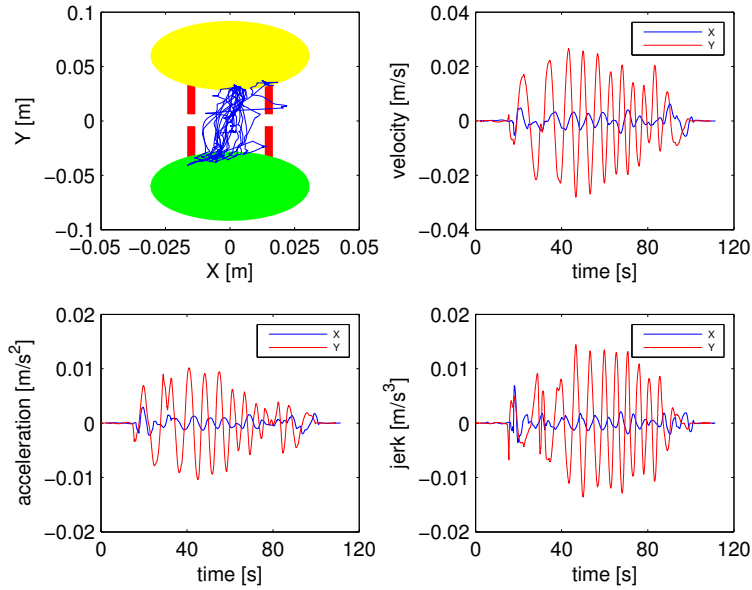 0.1
0.05
0
−0.05
−0.1
−0.05
−0.025
0
0.025
0.05
X [m]
Y [m]
0.04
0.02
0
−0.02
−0.04
0
40
80
120
time [s]
velocity [m/s]
X
Y
0.02
0.01
0
−0.01
−0.02
0
40
80
120
time [s]
acceleration [m/s²]
X
Y
0.02
0.01
0
−0.01
−0.02
0
40
80
120
time [s]
jerk [m/s³]
X
Y